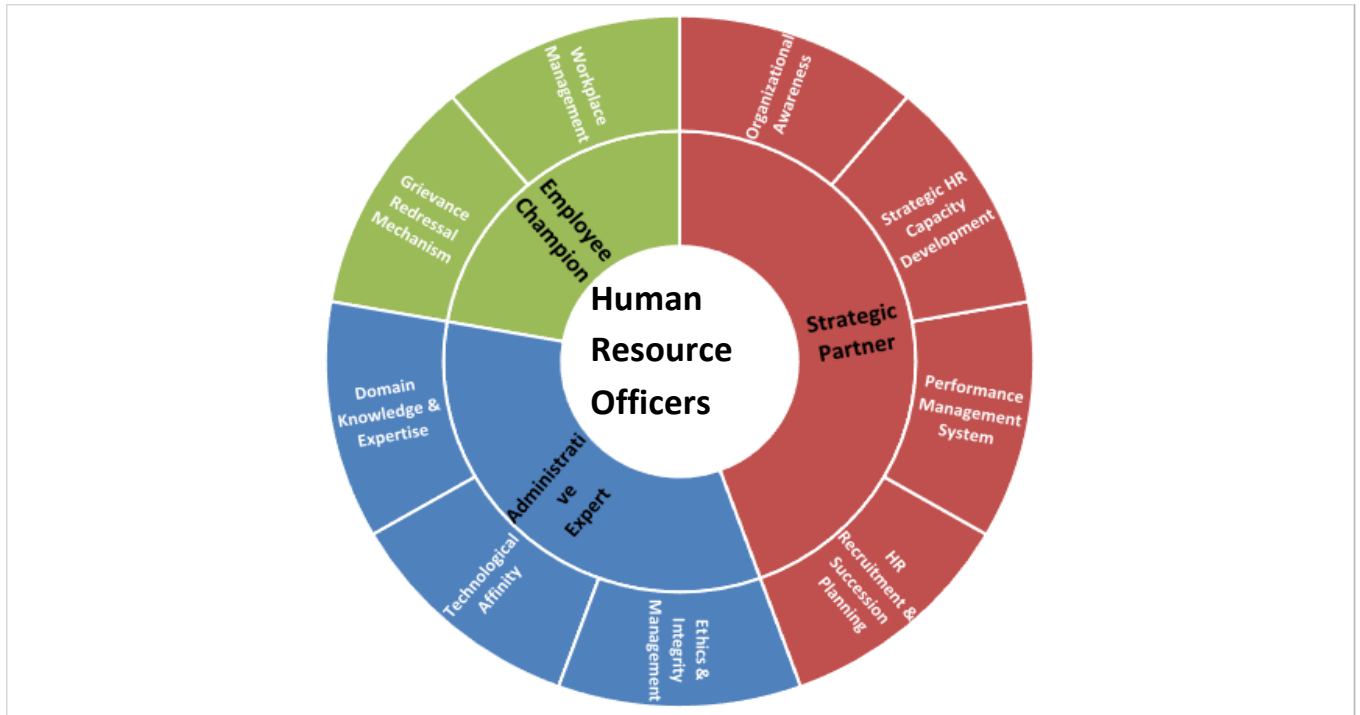 Human
Resource
Officers
Strategic
Partner
Organizational
Awareness
Strategic HR
Capacity
Development
Performance
Management
System
HR
Recruitment &
Succession
Planning
Administrati
ve
Expert
Ethics &
Integrity
Management
Technological
Affinity
Domain
Knowledge &
Expertise
Employee
Champion
Grievance
Redressal
Mechanism
Workplace
Management